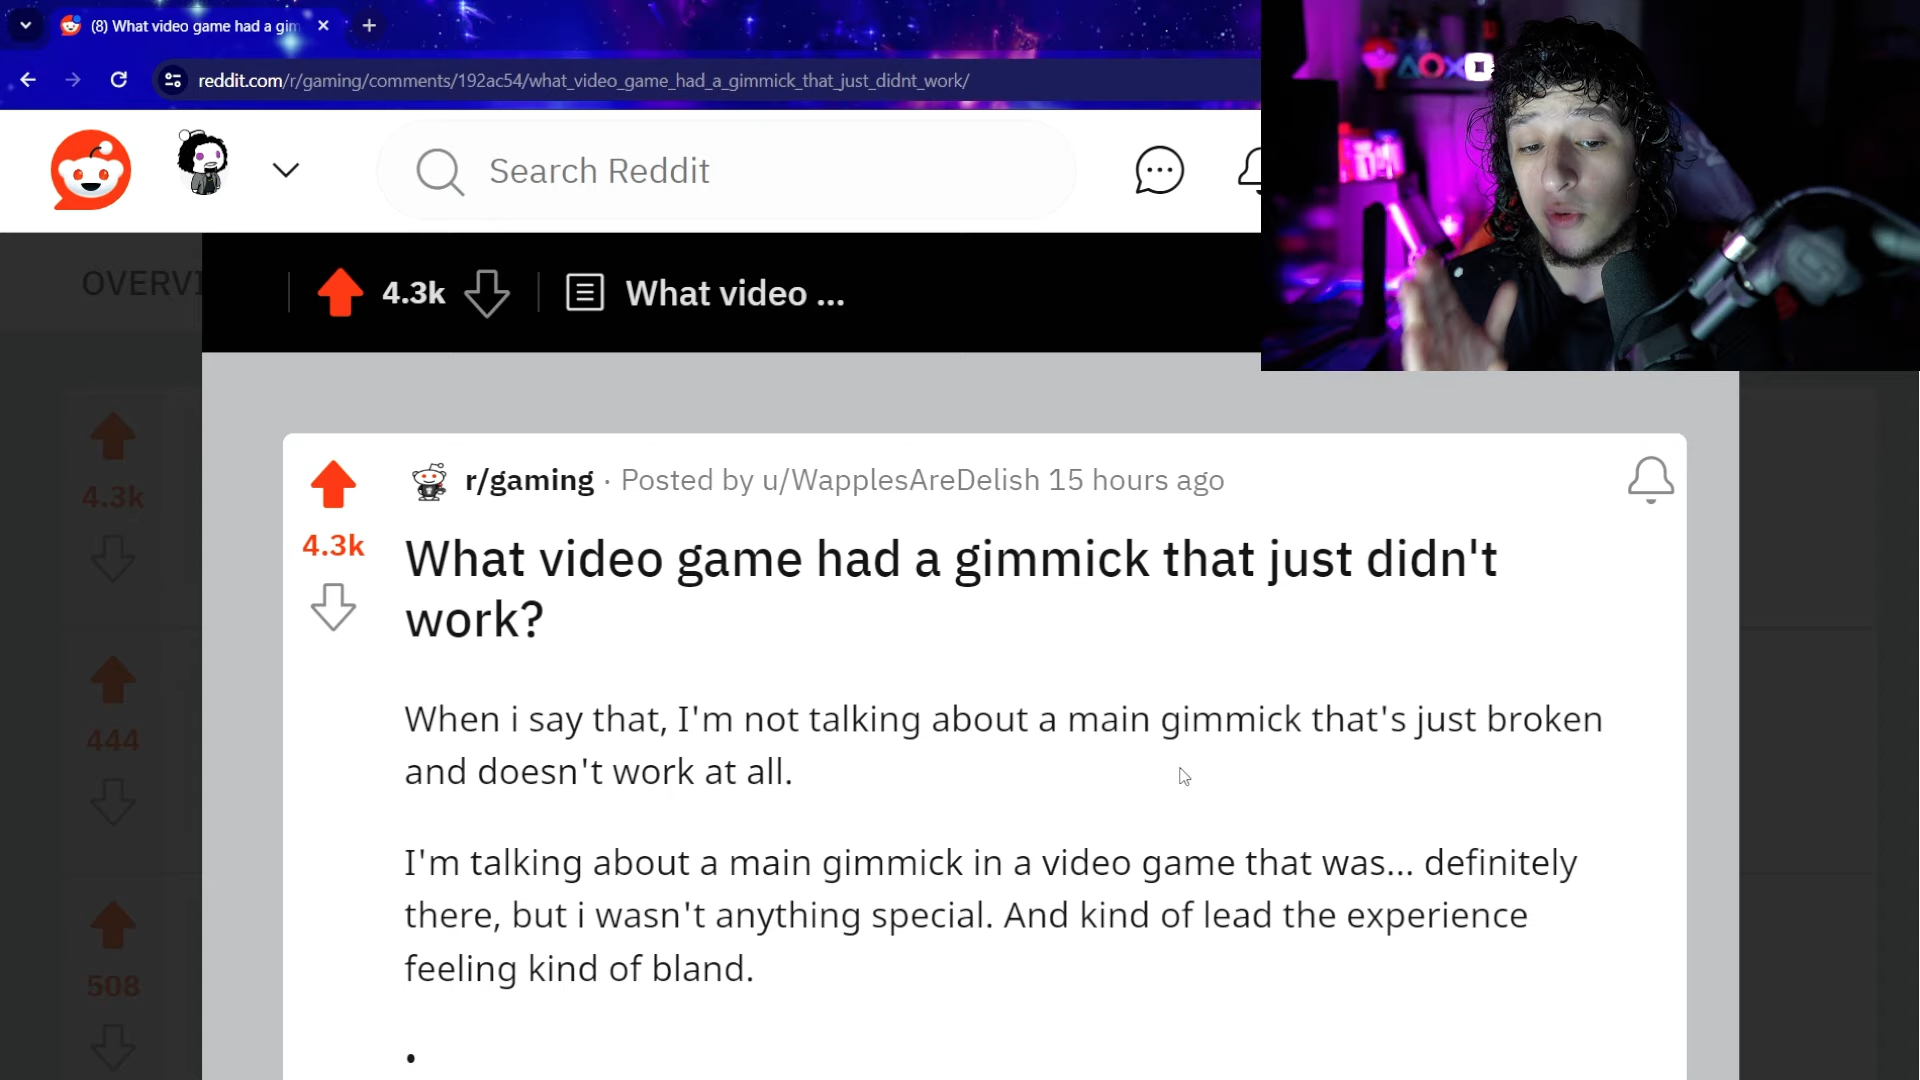 (8) What video game had a gim
reddit.com/r/gaming/comments/192ac54/what_video_game_had_a_gimmick_that_just_didnt_work/
Search Reddit
OVERVI
4.3k
What video ...
4.3k
444
508
r/gaming · Posted by u/WapplesAreDelish 15 hours ago
4.3k
What video game had a gimmick that just didn't
work?
When i say that, I'm not talking about a main gimmick that's just broken
and doesn't work at all.
I'm talking about a main gimmick in a video game that was... definitely
there, but i wasn't anything special. And kind of lead the experience
feeling kind of bland.
.